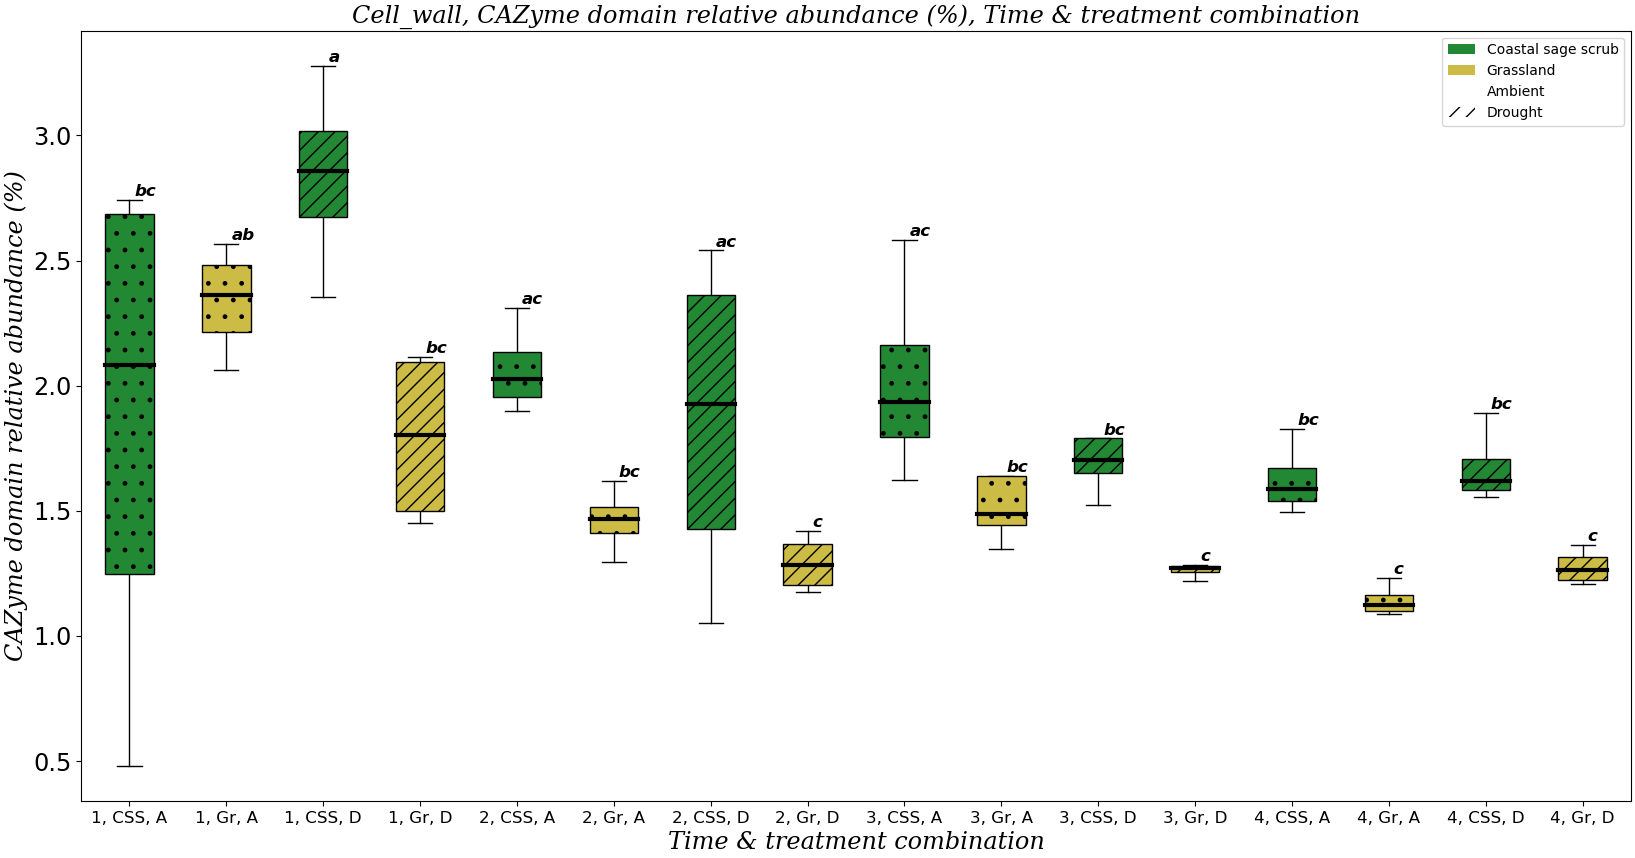 Cell_wall, CAZyme domain relative abundance (%), Time & treatment combination
Coastal sage scrub
Grassland
Ambient
Drought
CAZyme domain relative abundance (%)
3.0
2.5
2.0
1.5
1.0
0.5
bc
ab
a
bc
ac
bc
ac
c
ac
bc
bc
c
bc
c
bc
c
1, CSS, A
1, Gr, A
1, CSS, D
1, Gr, D
2, CSS, A
2, Gr, A
2, CSS, D
2, Gr, D
3, CSS, A
3, Gr, A
3, CSS, D
3, Gr, D
4, CSS, A
4, Gr, A
4, CSS, D
4, Gr, D
Time & treatment combination